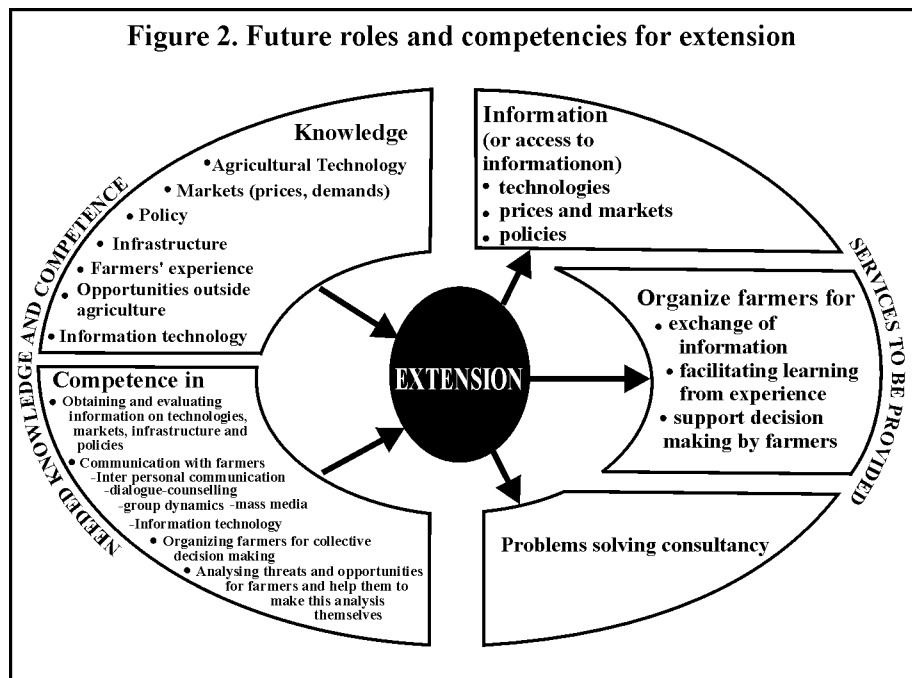 Figure 2. Future roles and competencies for extension
NEEDED KNOWLEDGE AND COMPETENCE
Knowledge
• Agricultural Technology
• Markets (prices, demands)
• Policy
• Infrastructure
• Farmers' experience
• Opportunities outside
agriculture
• Information technology
Competence in
• Obtaining and evaluating
information on technologies,
markets, infrastructure and
policies
• Communication with farmers
-Inter personal communication
-dialogue-counselling
-group dynamics -mass media
-Information technology
• Organizing farmers for collective
decision making
• Analysing threats and opportunities
for farmers and help them to
make this analysis
themselves
EXTENSION
Information
(or access to
informationon)
• technologies
• prices and markets
• policies
Organize farmers for
• exchange of
information
• facilitating learning
from experience
• support decision
making by farmers
Problems solving consultancy
SERVICES TO BE PROVIDED